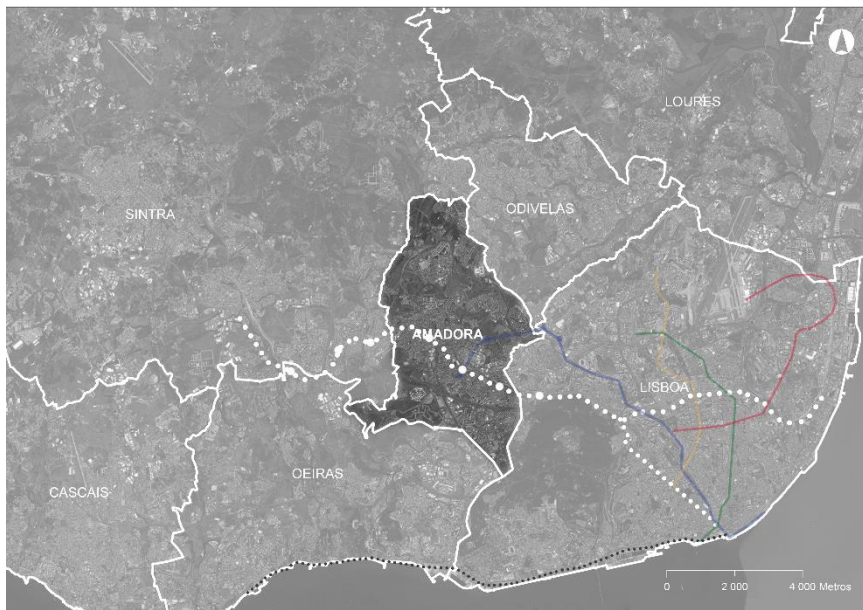 LOURES
SINTRA
ODIVELAS
AMADORA
LISBOA
OEIRAS
CASCAIS
0 2 000 4 000 Metros